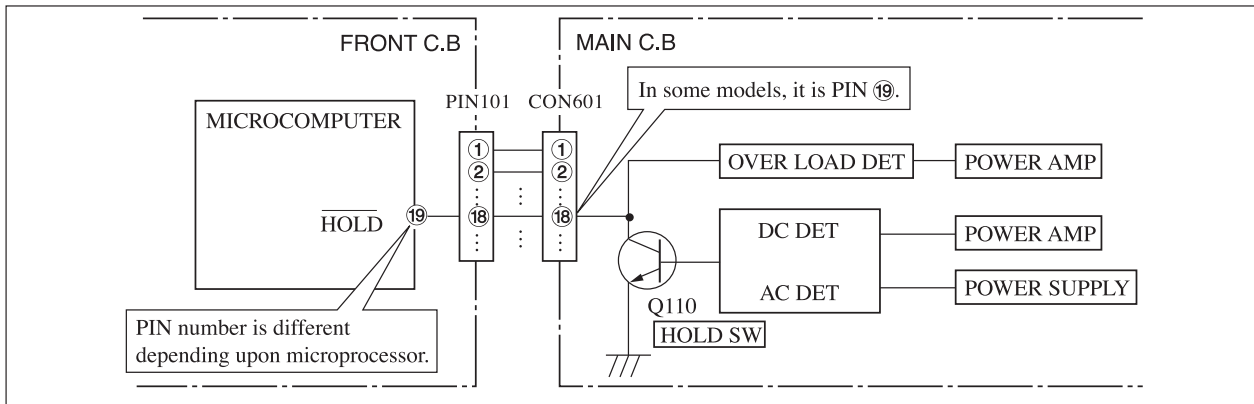 FRONT C.B
MAIN C.B
In some models, it is PIN ⑲.
PIN101
CON601
MICROCOMPUTER
①
①
②
②
⋮
⋮
⋮
⋮
HOLD
⑲
⑱
⑱
⋮
⋮
⋮
OVER LOAD DET
POWER AMP
DC DET
POWER AMP
AC DET
POWER SUPPLY
Q110
HOLD SW
PIN number is different
depending upon microprocessor.